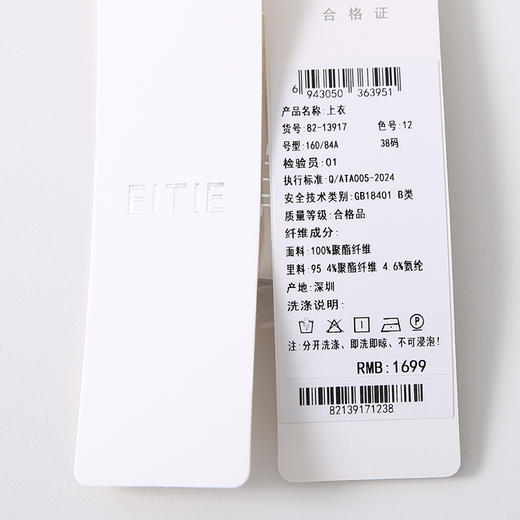 合格证
6 943050 363951
产品名称:上衣
货号:82-13917 色号:12
号型:160/84A 38码
检验员:01
执行标准:Q/ATA005-2024
安全技术类别:GB18401 B类
质量等级:合格品
纤维成分:
面料:100%聚酯纤维
里料:95.4%聚酯纤维 4.6%氨纶
产地:深圳
洗涤说明:
P
注:分开洗涤、即洗即晾、不可浸泡!
RMB:1699
82139171238
EITIE